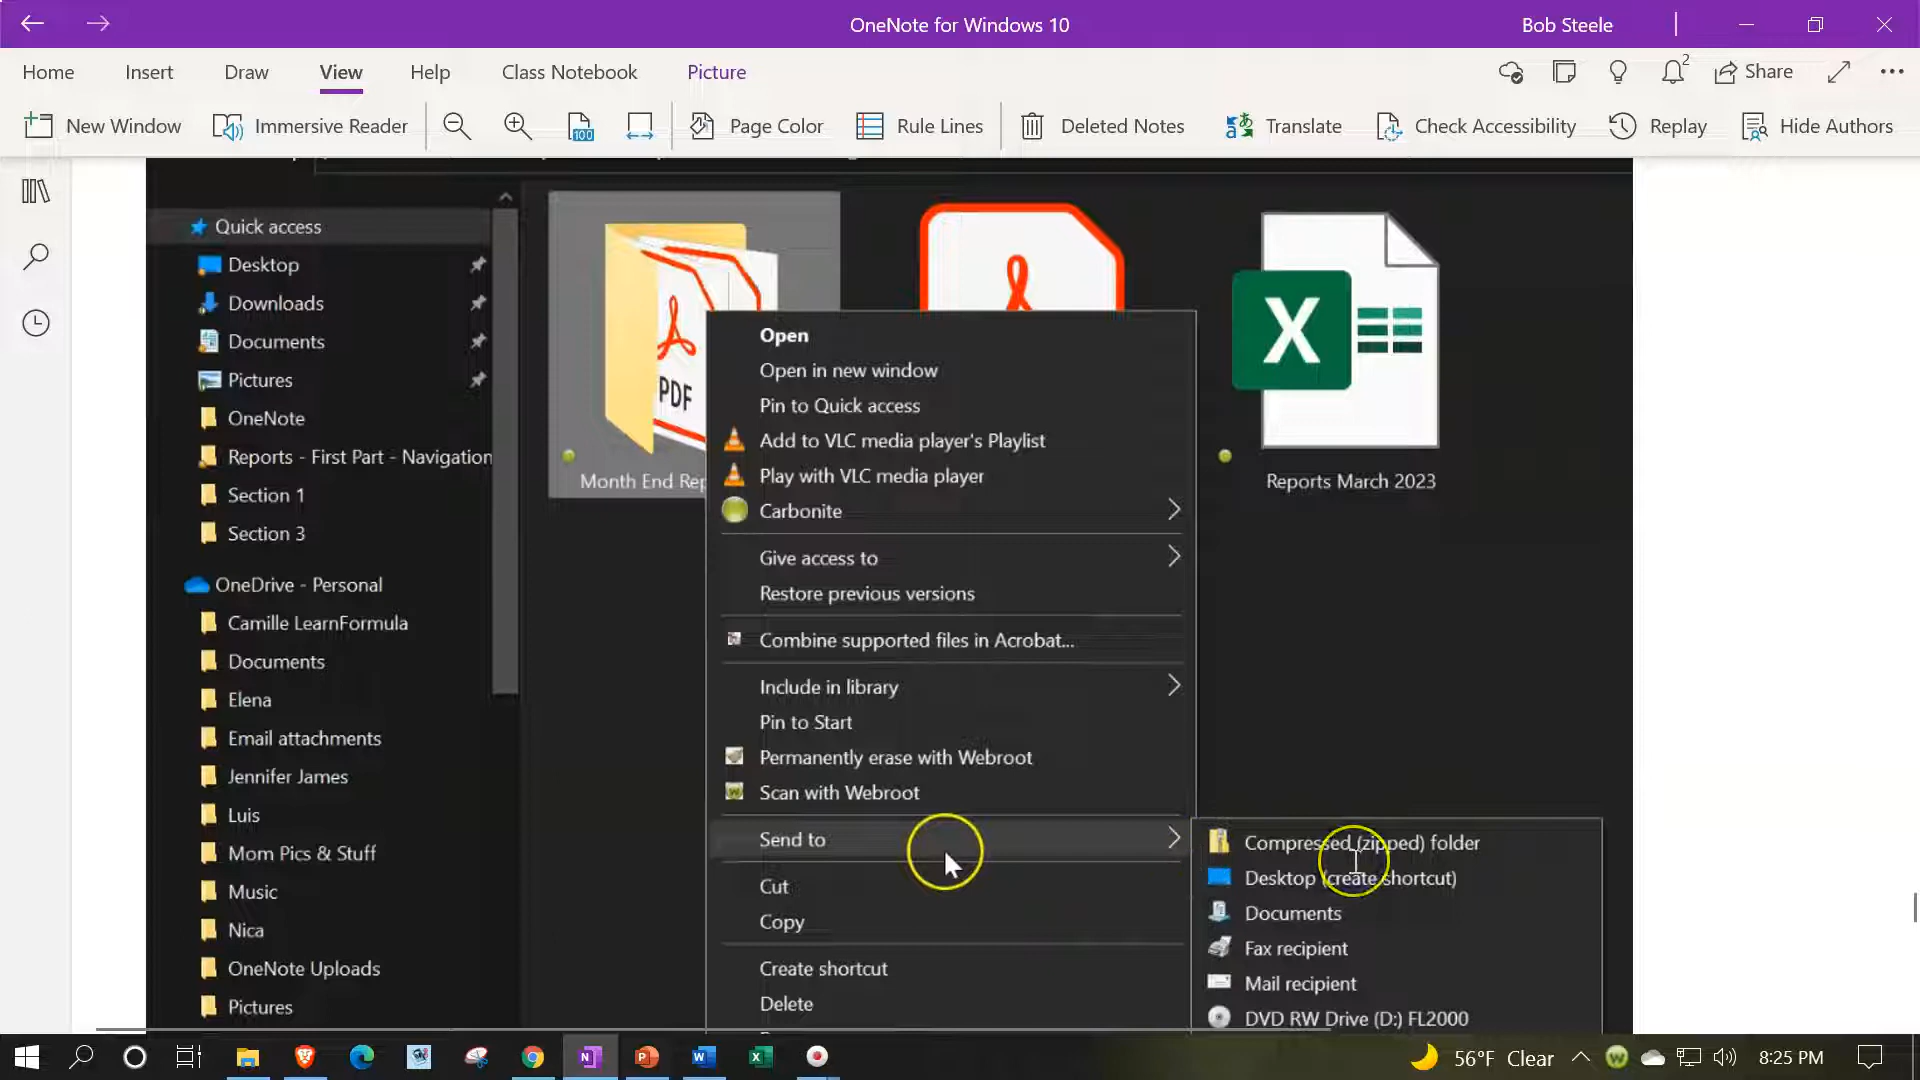 OneNote for Windows 10
Bob Steele
Home
Insert
Draw
View
Help
Class Notebook
Picture
2
Share
New Window
Immersive Reader
100
Page Color
Rule Lines
Deleted Notes
Translate
Check Accessibility
Replay
Hide Authors
Quick access
Desktop
Downloads
Documents
Pictures
OneNote
Reports - First Part - Navigation
Section 1
Section 3
OneDrive - Personal
Camille LearnFormula
Documents
Elena
Email attachments
Jennifer James
Luis
Mom Pics & Stuff
Music
Nica
OneNote Uploads
Pictures
PDF
Month End Rep
X
Reports March 2023
Open
Open in new window
Pin to Quick access
Add to VLC media player's Playlist
Play with VLC media player
Carbonite
Give access to
Restore previous versions
Combine supported files in Acrobat...
Include in library
Pin to Start
Permanently erase with Webroot
Scan with Webroot
Send to
Cut
Copy
Create shortcut
Delete
Compressed (zipped) folder
Desktop (create shortcut)
Documents
Fax recipient
Mail recipient
DVD RW Drive (D:) FL2000
56°F Clear
8:25 PM